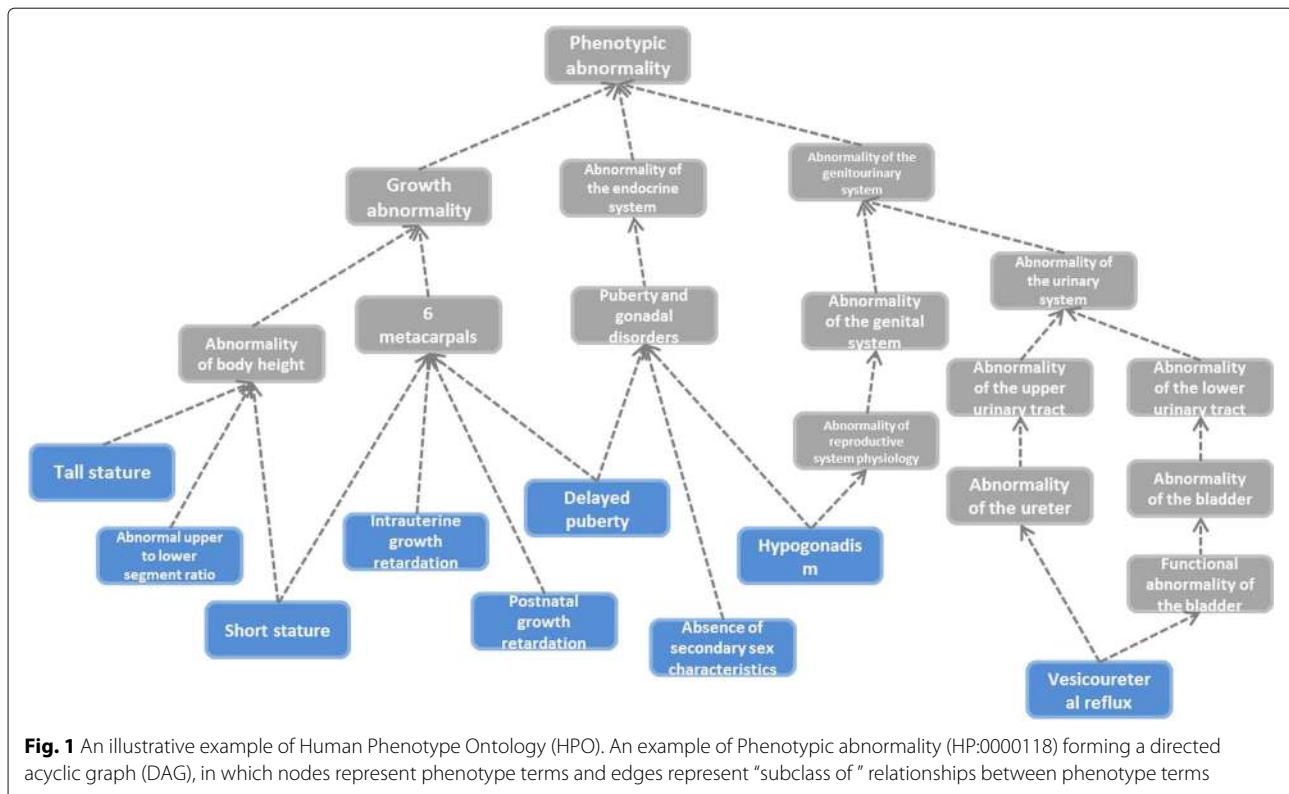 Phenotypic
abnormality
Growth
abnormality
Abnormality of
the endocrine
system
Abnormality of the
genitourinary
system
Abnormality
of body height
6
metacarpals
Puberty and
gonadal
disorders
Abnormality
of the genital
system
Abnormality of
the urinary
system
Abnormality
of the upper
urinary tract
Abnormality
of the lower
urinary tract
Abnormality of
reproductive
system physiology
Abnormality
of the ureter
Abnormality
of the bladder
Functional
abnormality of
the bladder
Tall stature
Abnormal upper
to lower
segment ratio
Short stature
Intrauterine
growth
retardation
Delayed
puberty
Postnatal
growth
retardation
Hypogonadis
m
Absence of
secondary sex
characteristics
Vesicoureter
al reflux
Fig. 1 An illustrative example of Human Phenotype Ontology (HPO). An example of Phenotypic abnormality (HP:0000118) forming a directed
acyclic graph (DAG), in which nodes represent phenotype terms and edges represent “subclass of ” relationships between phenotype terms